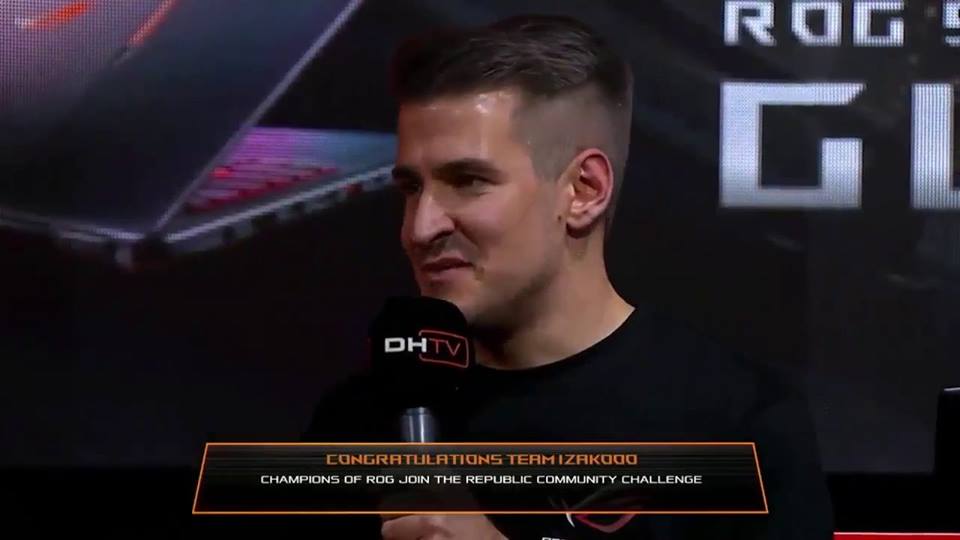 ROG S
GL
DHTV
CONGRATULATIONS TEAM IZAKOOO
CHAMPIONS OF ROG JOIN THE REPUBLIC COMMUNITY CHALLENGE